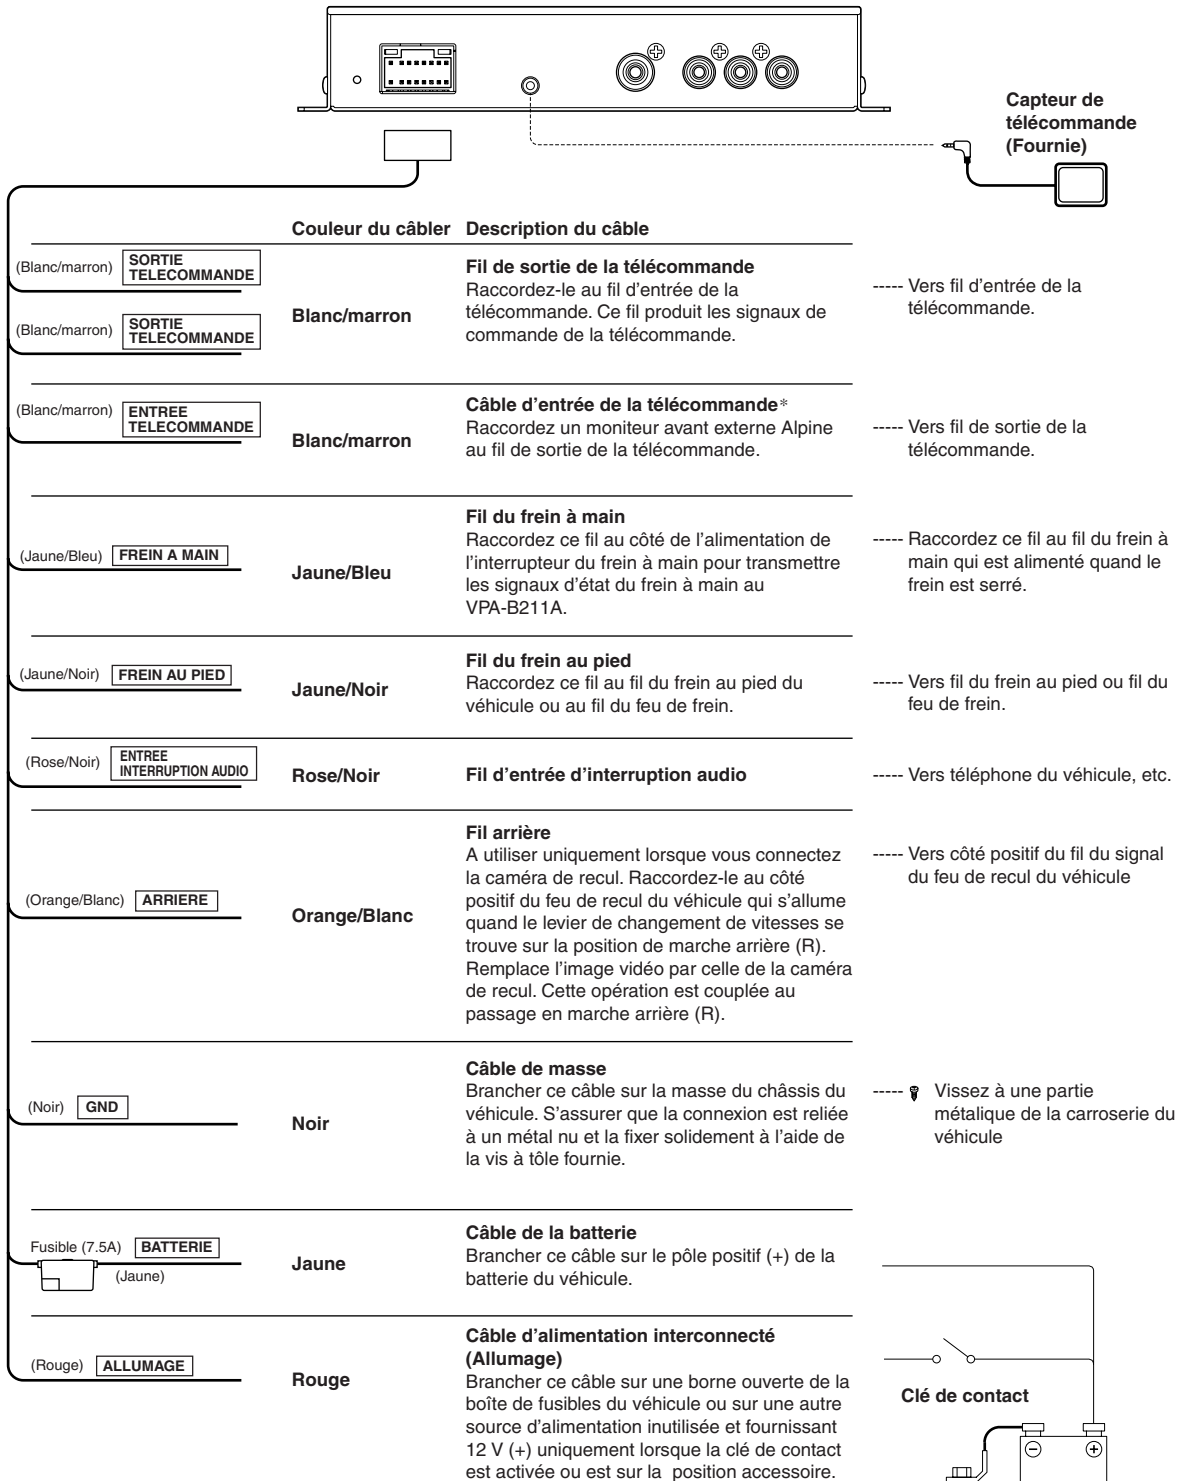 Capteur de
télécommande
(Fournie)
Couleur du câbler Description du câble
(Blanc/marron) SORTIE
TELECOMMANDE
(Blanc/marron) SORTIE
TELECOMMANDE
Blanc/marron
Fil de sortie de la télécommande
Raccordez-le au fil d'entrée de la
télécommande. Ce fil produit les signaux de
commande de la télécommande.
----- Vers fil d'entrée de la
télécommande.
(Blanc/marron) ENTREE
TELECOMMANDE
Blanc/marron
Câble d'entrée de la télécommande*
Raccordez un moniteur avant externe Alpine
au fil de sortie de la télécommande.
----- Vers fil de sortie de la
télécommande.
(Jaune/Bleu) FREIN A MAIN
Jaune/Bleu
Fil du frein à main
Raccordez ce fil au côté de l'alimentation de
l'interrupteur du frein à main pour transmettre
les signaux d'état du frein à main au
VPA-B211A.
----- Raccordez ce fil au fil du frein à
main qui est alimenté quand le
frein est serré.
(Jaune/Noir) FREIN AU PIED
Jaune/Noir
Fil du frein au pied
Raccordez ce fil au fil du frein au pied du
véhicule ou au fil du feu de frein.
----- Vers fil du frein au pied ou fil du
feu de frein.
(Rose/Noir) ENTREE
INTERRUPTION AUDIO
Rose/Noir
Fil d'entrée d'interruption audio
----- Vers téléphone du véhicule, etc.
(Orange/Blanc) ARRIERE
Orange/Blanc
Fil arrière
A utiliser uniquement lorsque vous connectez
la caméra de recul. Raccordez-le au côté
positif du feu de recul du véhicule qui s'allume
quand le levier de changement de vitesses se
trouve sur la position de marche arrière (R).
Remplace l'image vidéo par celle de la caméra
de recul. Cette opération est couplée au
passage en marche arrière (R).
----- Vers côté positif du fil du signal
du feu de recul du véhicule
(Noir) GND
Noir
Câble de masse
Brancher ce câble sur la masse du châssis du
véhicule. S'assurer que la connexion est reliée
à un métal nu et la fixer solidement à l'aide de
la vis à tôle fournie.
----- Vissez à une partie
métalique de la carroserie du
véhicule
Fusible (7.5A) BATTERIE
(Jaune)
Jaune
Câble de la batterie
Brancher ce câble sur le pôle positif (+) de la
batterie du véhicule.
(Rouge) ALLUMAGE
Rouge
Câble d'alimentation interconnecté
(Allumage)
Brancher ce câble sur une borne ouverte de la
boîte de fusibles du véhicule ou sur une autre
source d'alimentation inutilisée et fournissant
12 V (+) uniquement lorsque la clé de contact
est activée ou est sur la position accessoire.
Clé de contact